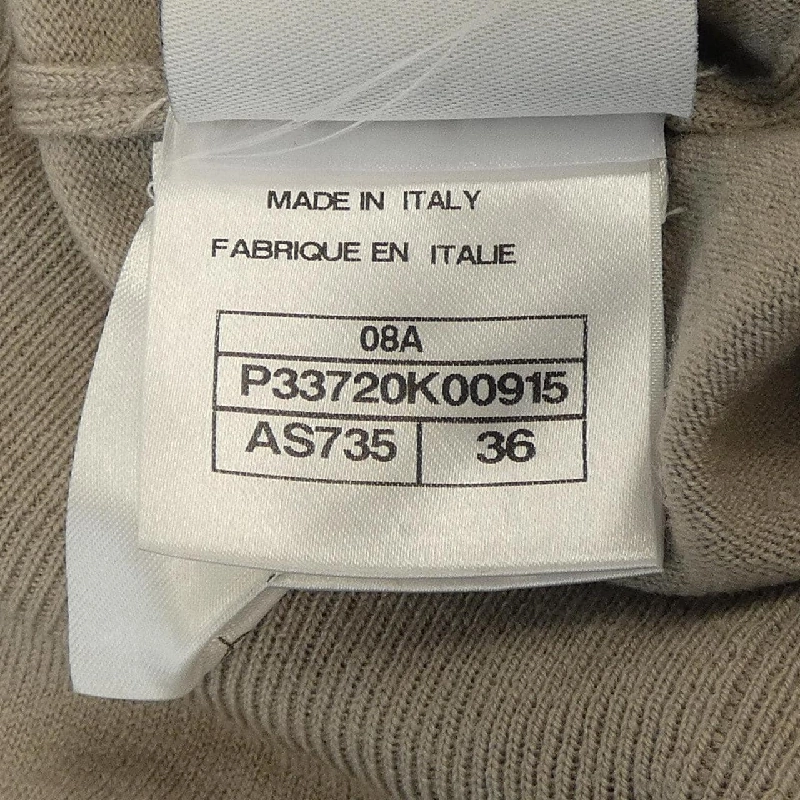 MADE IN ITALY
FABRIQUE EN ITALIE
08A
P33720K00915
AS735 36